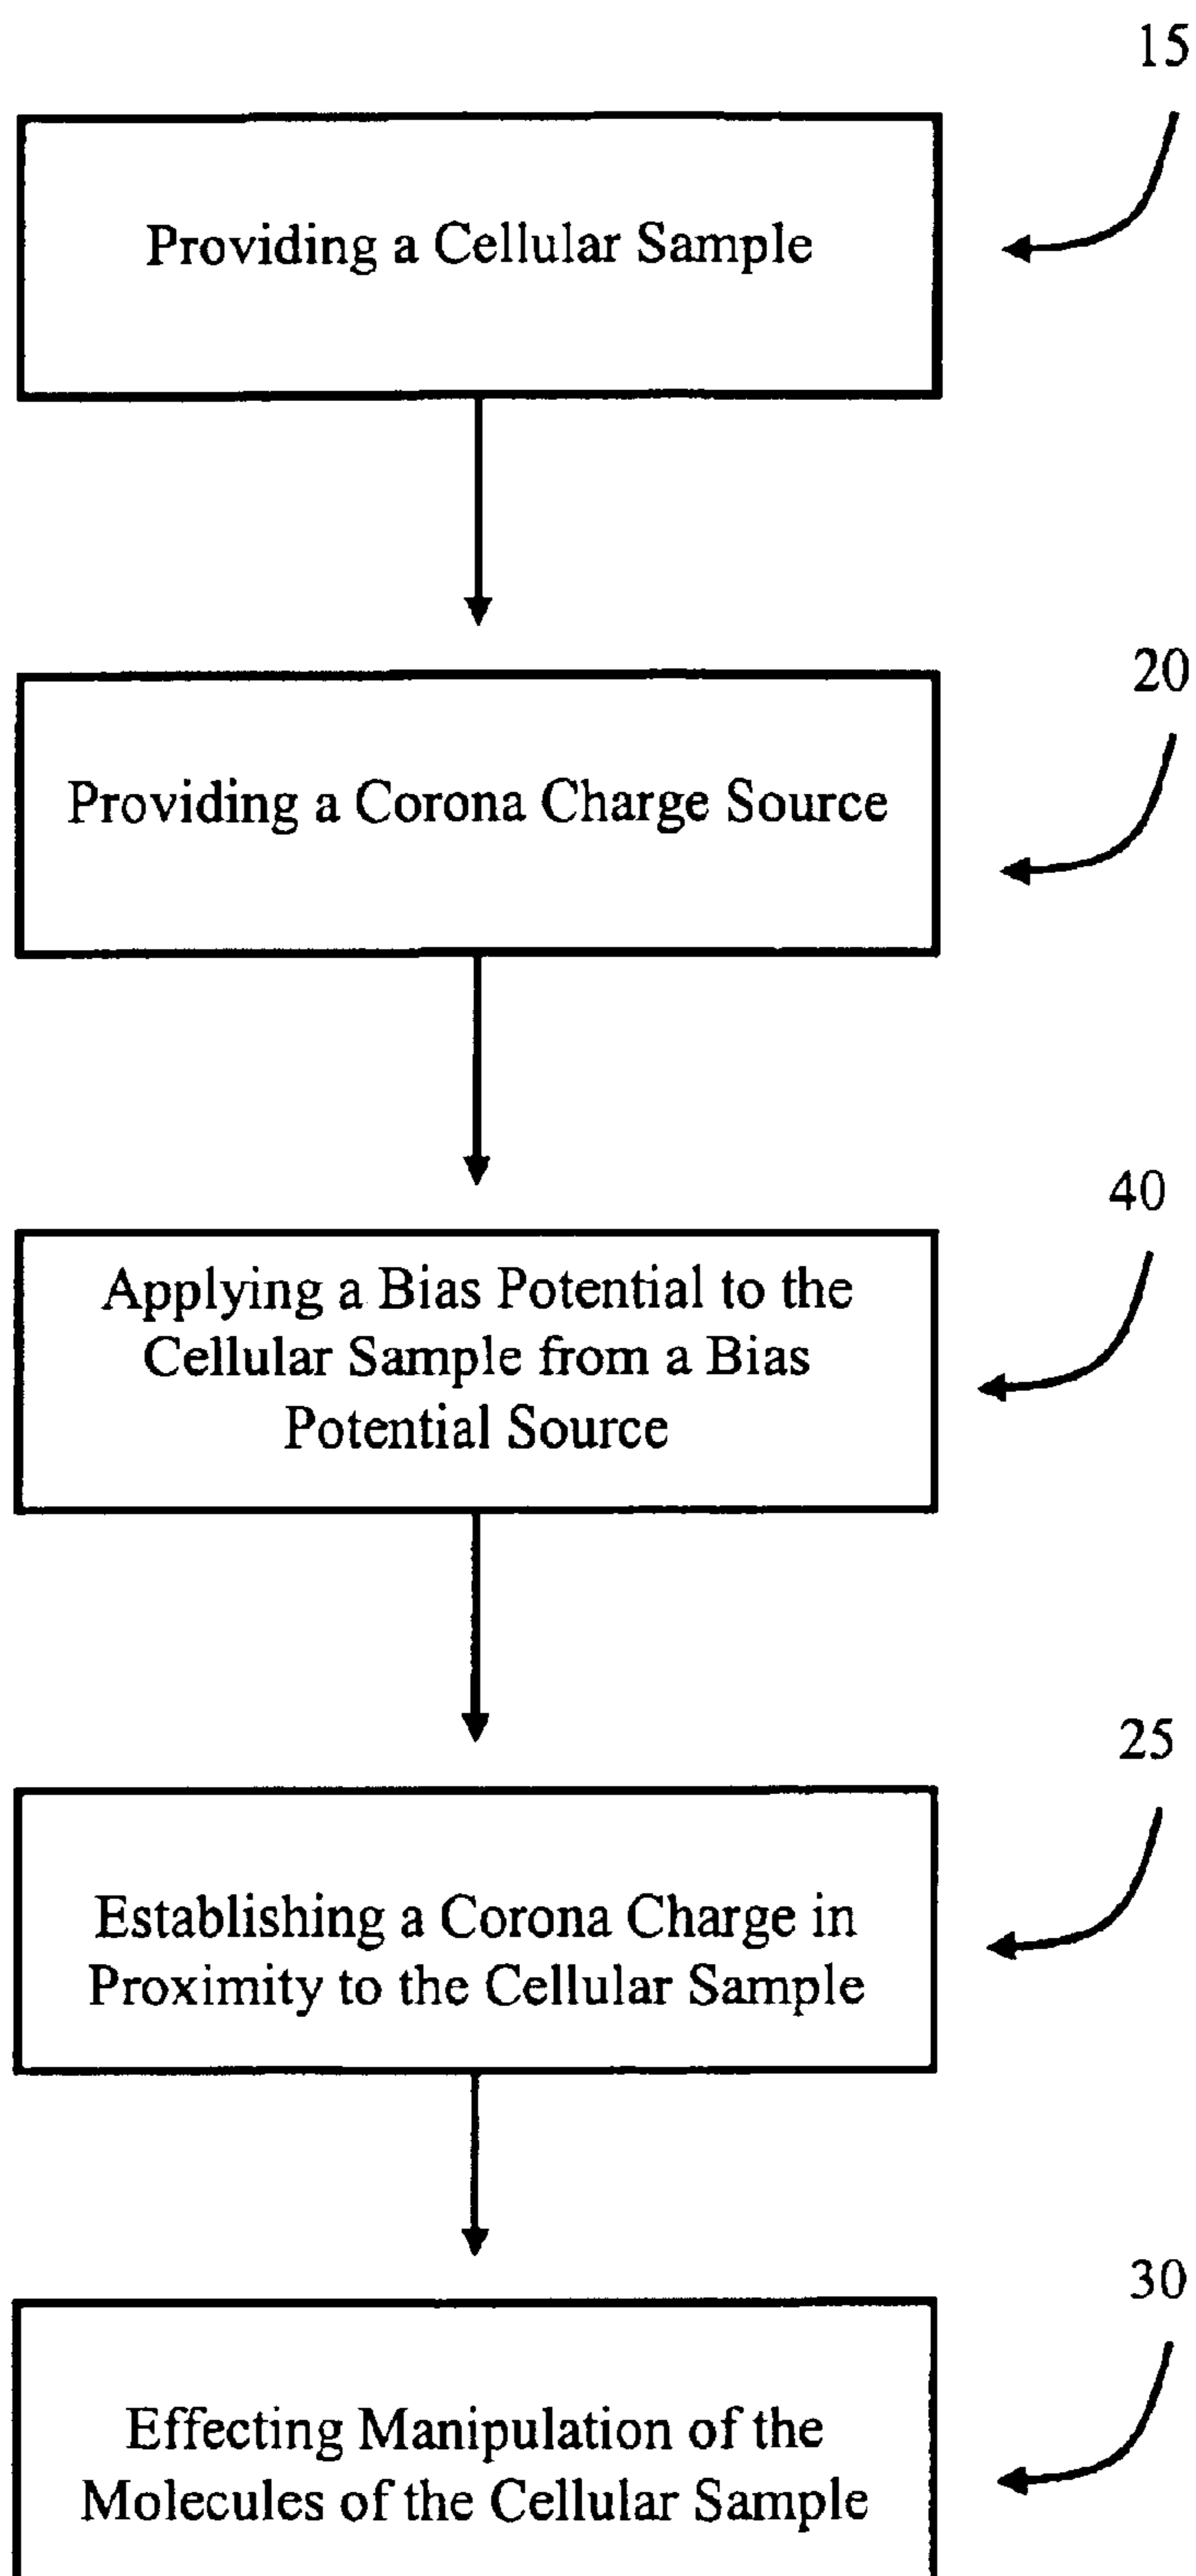 15
Providing a Cellular Sample
20
Providing a Corona Charge Source
40
Applying a Bias Potential to the
Cellular Sample from a Bias
Potential Source
25
Establishing a Corona Charge in
Proximity to the Cellular Sample
30
Effecting Manipulation of the
Molecules of the Cellular Sample